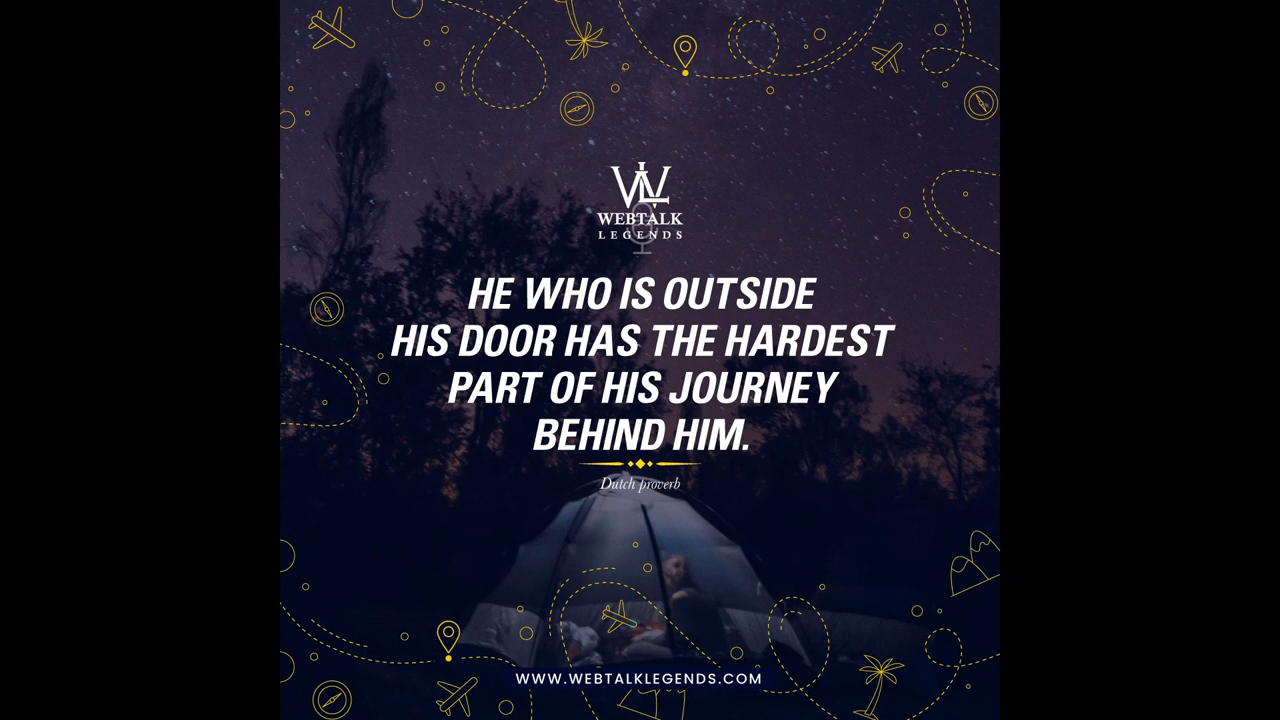 WL
WEBTALK
LEGENDS
HE WHO IS OUTSIDE
HIS DOOR HAS THE HARDEST
PART OF HIS JOURNEY
BEHIND HIM.
Dutch proverb
WWW.WEBTALKLEGENDS.COM